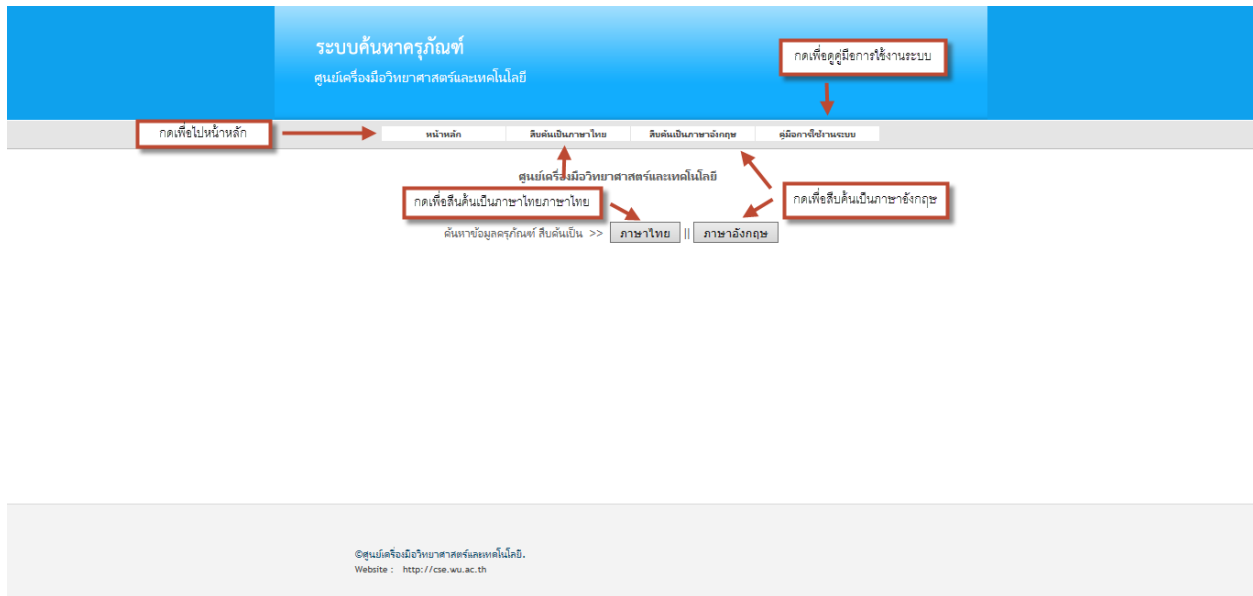 ระบบค้นหาครุภัณฑ์
ศูนย์เครื่องมือวิทยาศาสตร์และเทคโนโลยี
กดเพื่อดูคู่มือการใช้งานระบบ
กดเพื่อไปหน้าหลัก
หน้าหลัก สืบค้นเป็นภาษาไทย สืบค้นเป็นภาษาอังกฤษ คู่มือการใช้งานระบบ
ศูนย์เครื่องมือวิทยาศาสตร์และเทคโนโลยี
กดเพื่อสืนค้นเป็นภาษาไทยภาษาไทย
กดเพื่อสืบค้นเป็นภาษาอังกฤษ
ค้นหาข้อมูลครุภัณฑ์ สืบค้นเป็น >> ภาษาไทย || ภาษาอังกฤษ
©ศูนย์เครื่องมือวิทยาศาสตร์และเทคโนโลยี.
Website : http://cse.wu.ac.th